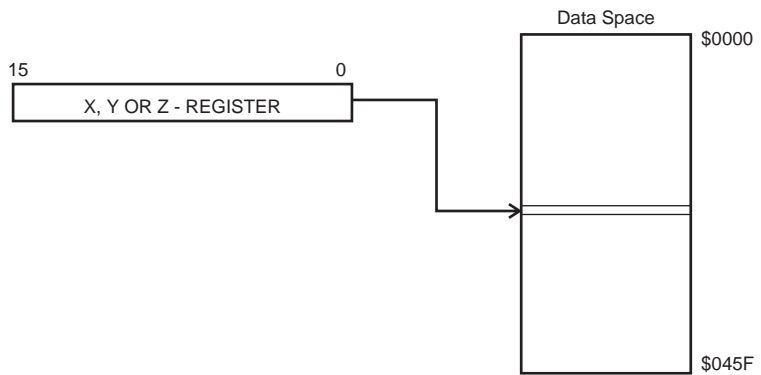 Data Space
$0000
15 0
X, Y OR Z - REGISTER
$045F